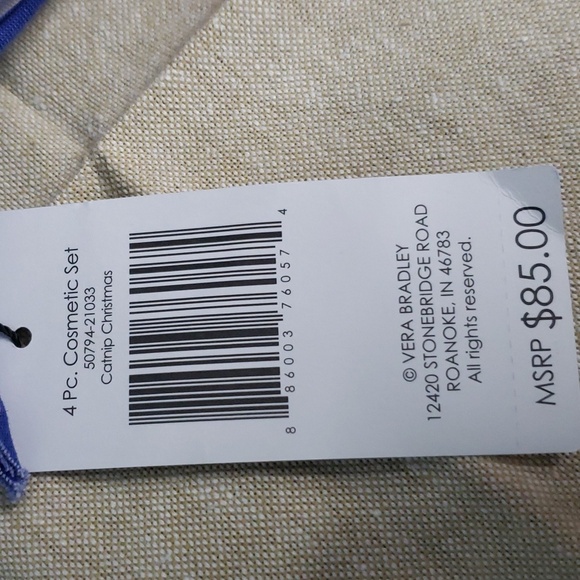 4 Pc. Cosmetic Set
50794-21033
Catnip Christmas
8 86003 76057 4
© VERA BRADLEY
12420 STONEBRIDGE ROAD
ROANOKE, IN 46783
All rights reserved.
MSRP $85.00